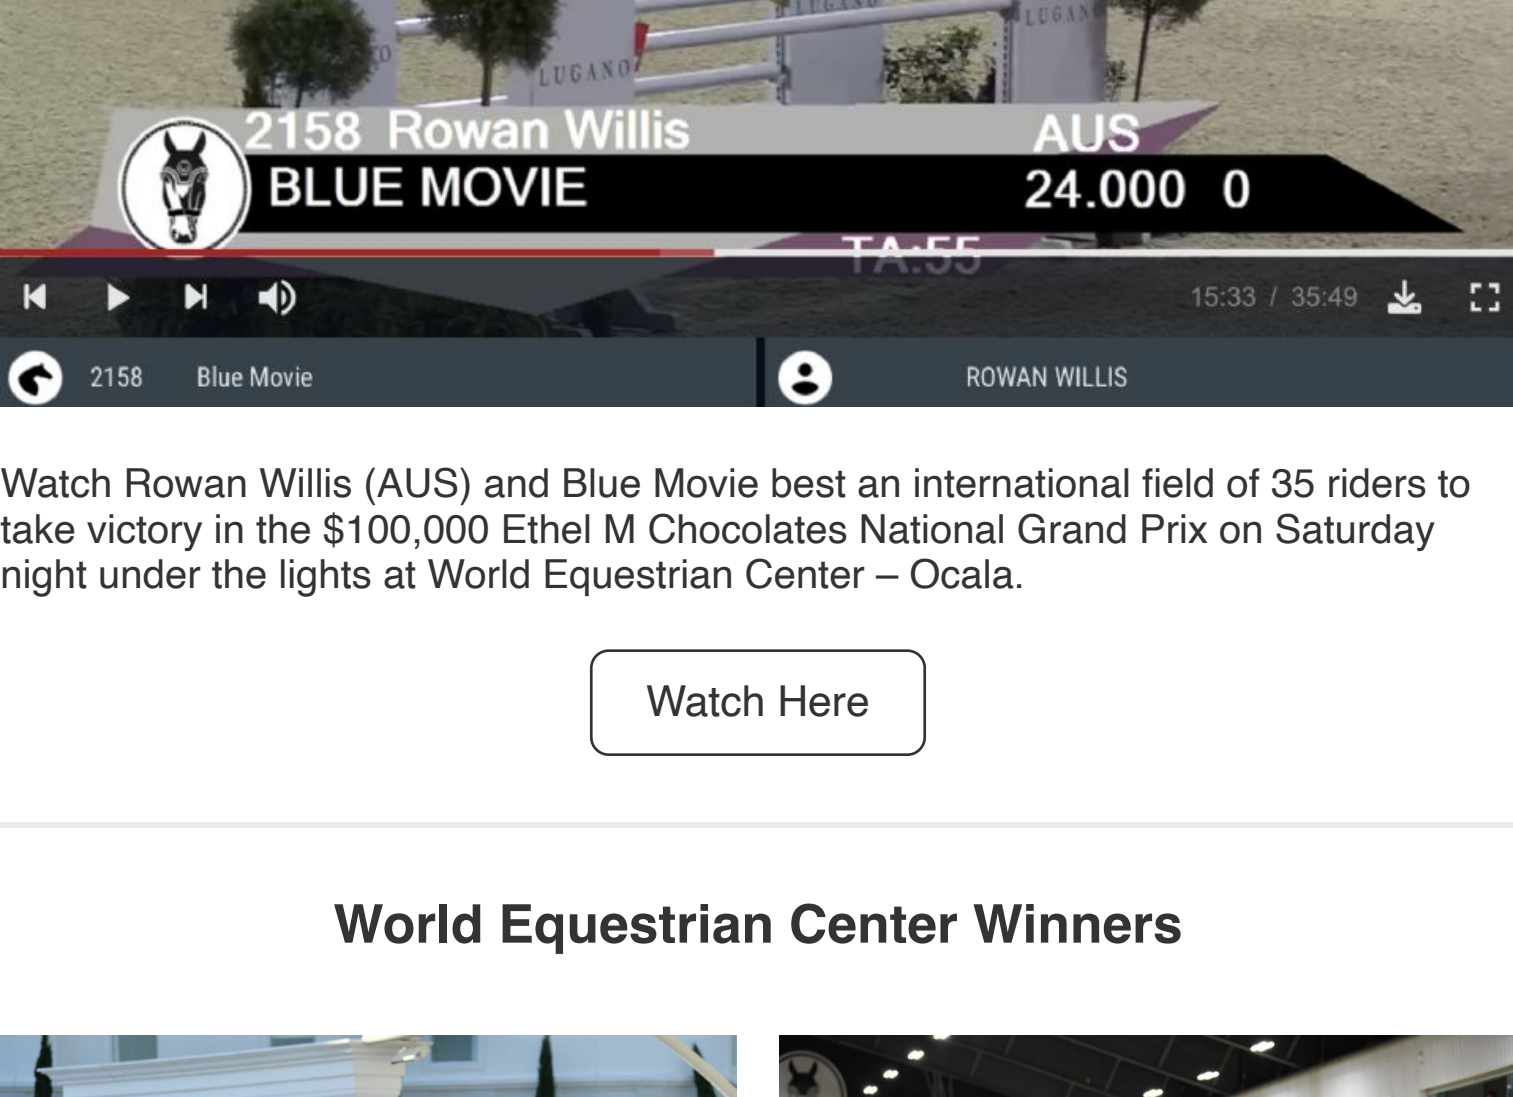 LUGANO
LUGANO
LUGANO
2158 Rowan Willis AUS
BLUE MOVIE 24.000 0
TA:55
15:33 / 35:49
2158 Blue Movie ROWAN WILLIS
Watch Rowan Willis (AUS) and Blue Movie best an international field of 35 riders to
take victory in the $100,000 Ethel M Chocolates National Grand Prix on Saturday
night under the lights at World Equestrian Center – Ocala.
Watch Here
World Equestrian Center Winners